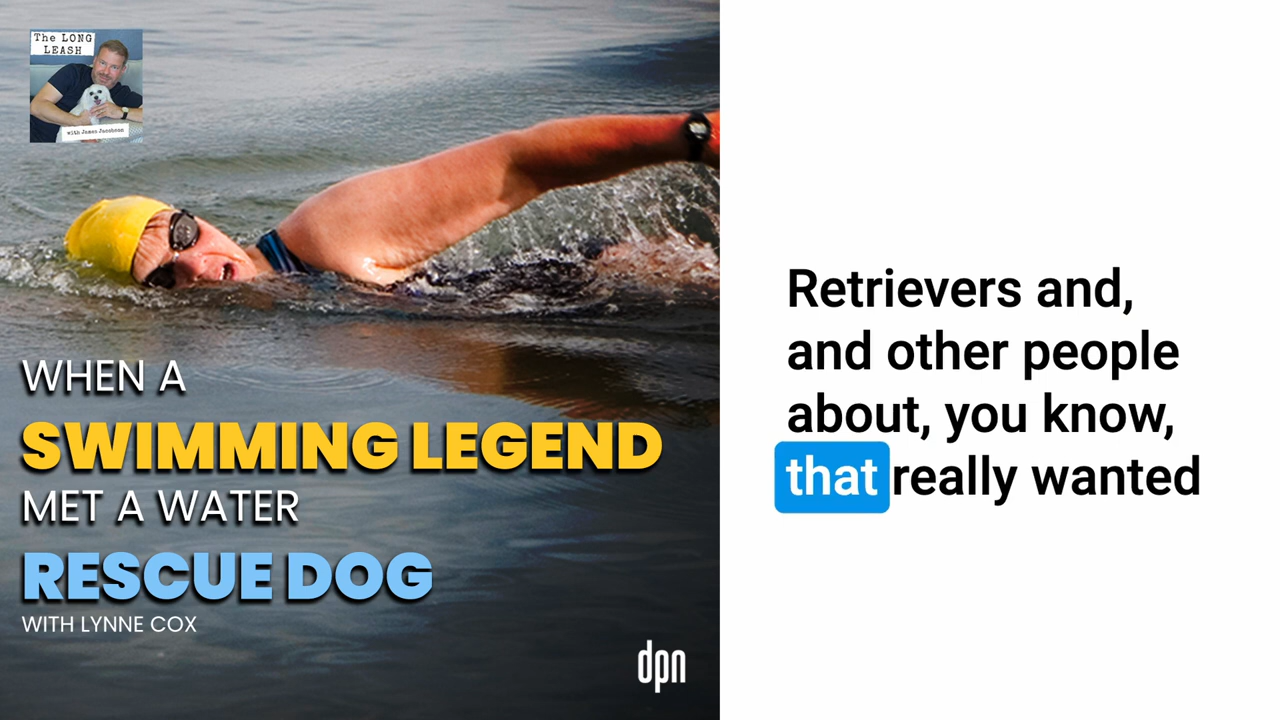 The LONG
LEASH
with James Jacobson
WHEN A
SWIMMING LEGEND
MET A WATER
RESCUE DOG
WITH LYNNE COX
dpn
Retrievers and,
and other people
about, you know,
that really wanted